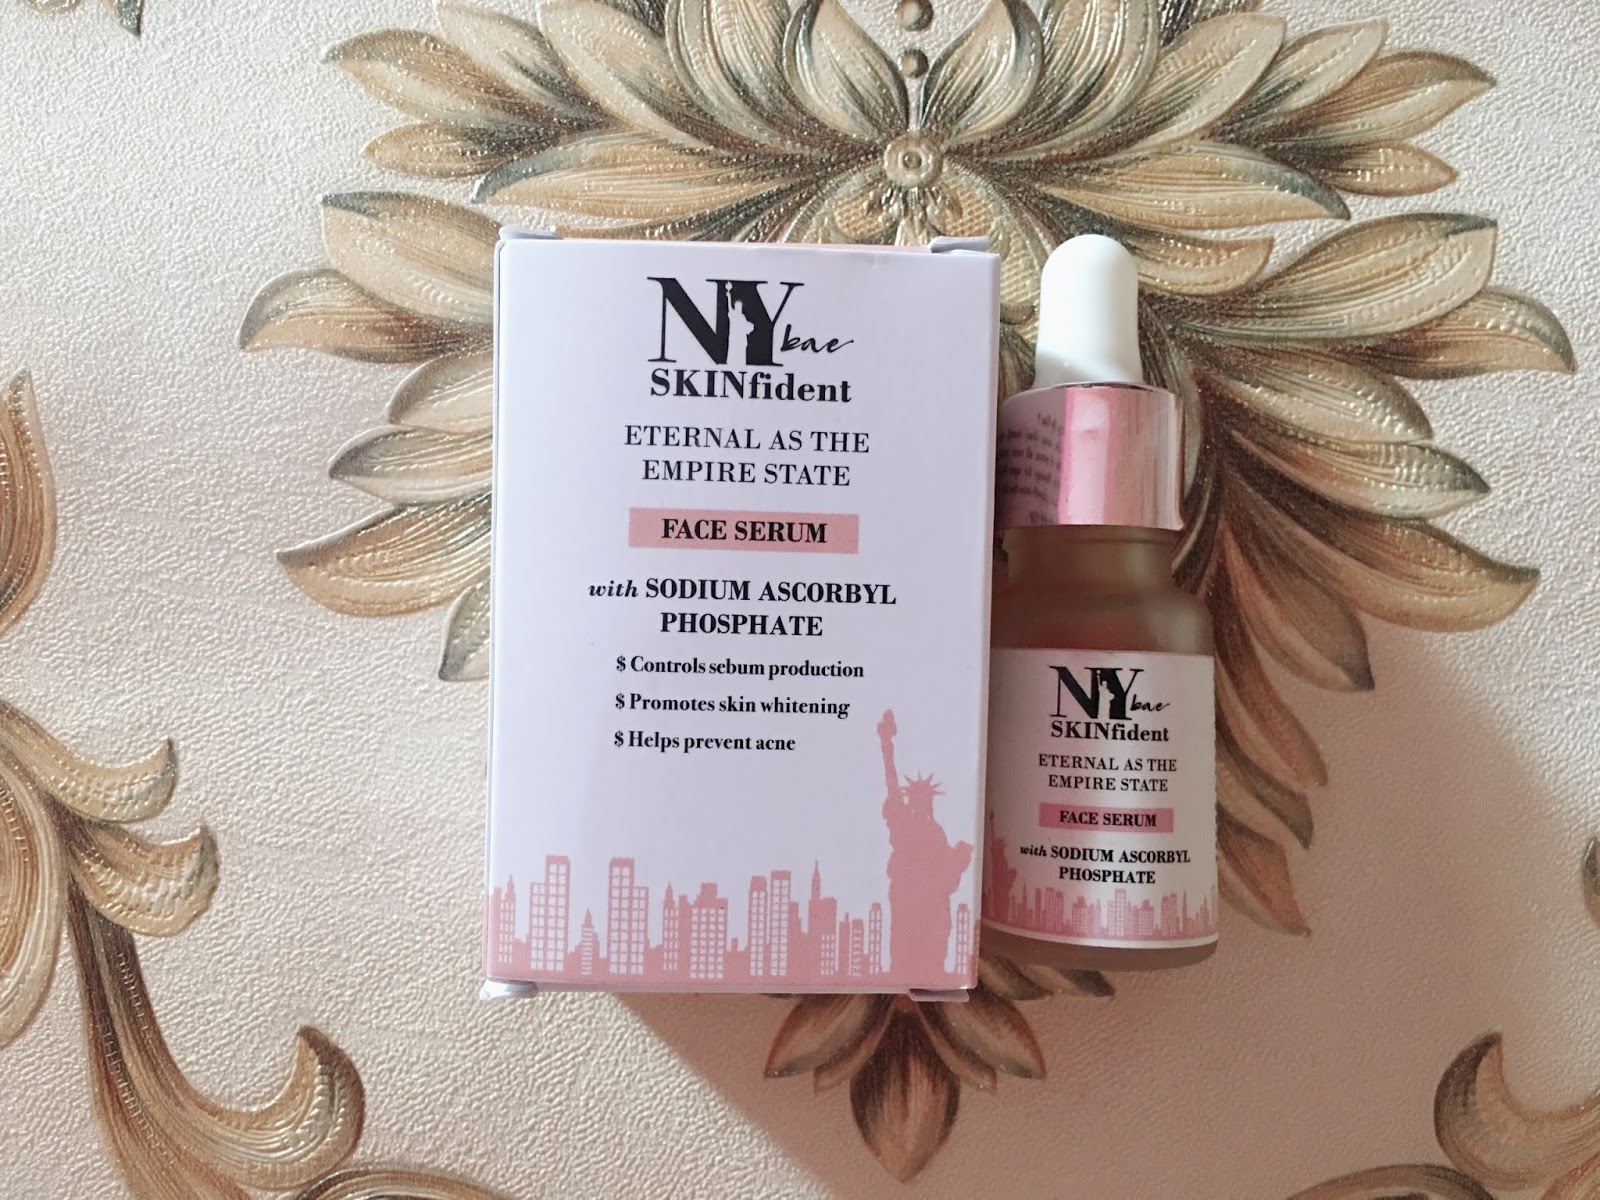 NY bae
SKINfident
ETERNAL AS THE
EMPIRE STATE
FACE SERUM
with SODIUM ASCORBYL
PHOSPHATE
$ Controls sebum production
$ Promotes skin whitening
$ Helps prevent acne
NY bae
SKINfident
ETERNAL AS THE
EMPIRE STATE
FACE SERUM
with SODIUM ASCORBYL
PHOSPHATE